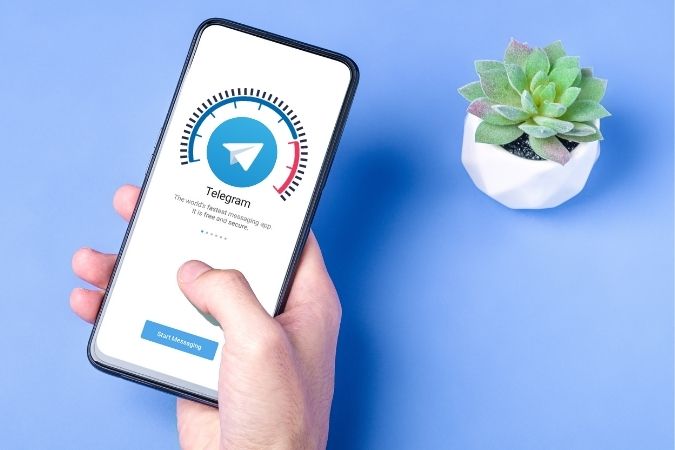 Telegram
The world's fastest messaging app.
It is free and secure.
Start Messaging